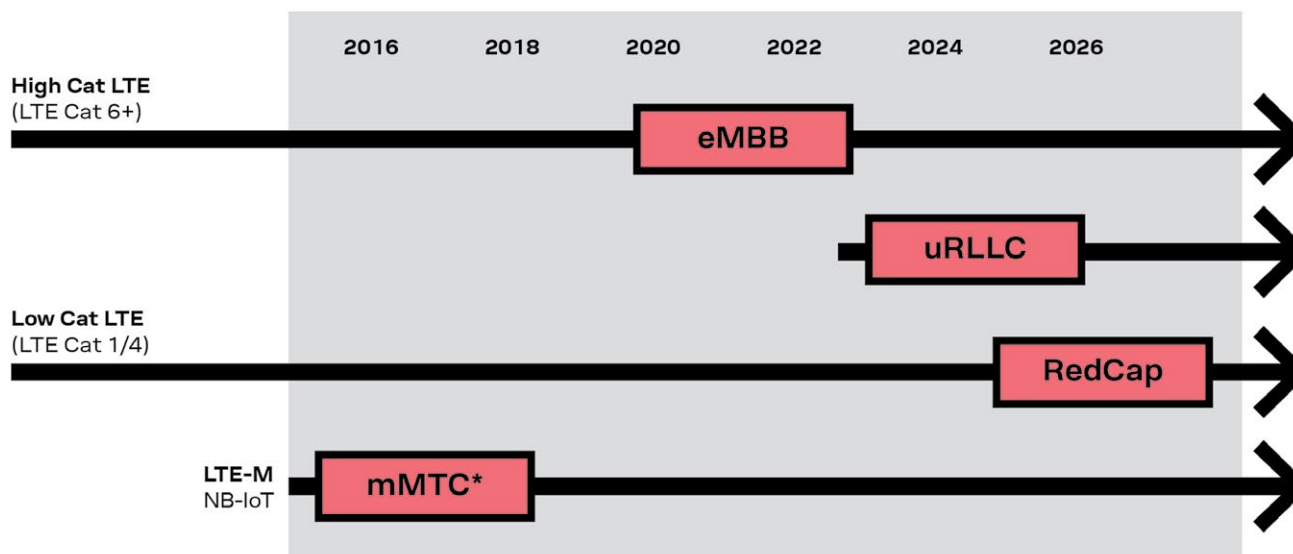 2016 2018 2020 2022 2024 2026
High Cat LTE
(LTE Cat 6+)
eMBB
uRLLC
Low Cat LTE
(LTE Cat 1/4)
RedCap
LTE-M
NB-IoT
mMTC*